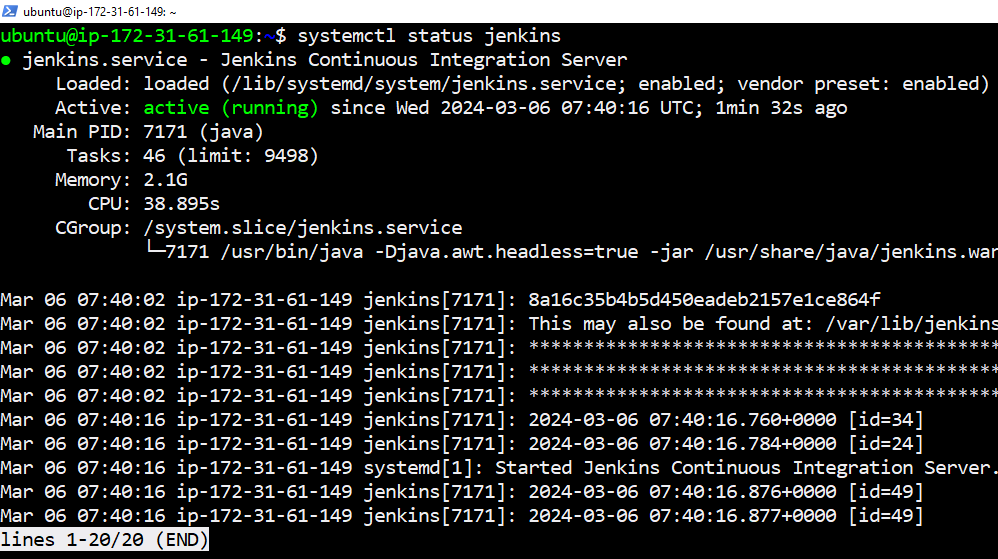 ubuntu@ip-172-31-61-149: ~
ubuntu@ip-172-31-61-149:~$ systemctl status jenkins
● jenkins.service - Jenkins Continuous Integration Server
     Loaded: loaded (/lib/systemd/system/jenkins.service; enabled; vendor preset: enabled)
     Active: active (running) since Wed 2024-03-06 07:40:16 UTC; 1min 32s ago
   Main PID: 7171 (java)
      Tasks: 46 (limit: 9498)
     Memory: 2.1G
        CPU: 38.895s
     CGroup: /system.slice/jenkins.service
             └─7171 /usr/bin/java -Djava.awt.headless=true -jar /usr/share/java/jenkins.war
Mar 06 07:40:02 ip-172-31-61-149 jenkins[7171]: 8a16c35b4b5d450eadeb2157e1ce864f
Mar 06 07:40:02 ip-172-31-61-149 jenkins[7171]: This may also be found at: /var/lib/jenkins
Mar 06 07:40:02 ip-172-31-61-149 jenkins[7171]: *******************************************
Mar 06 07:40:02 ip-172-31-61-149 jenkins[7171]: *******************************************
Mar 06 07:40:02 ip-172-31-61-149 jenkins[7171]: *******************************************
Mar 06 07:40:16 ip-172-31-61-149 jenkins[7171]: 2024-03-06 07:40:16.760+0000 [id=34]
Mar 06 07:40:16 ip-172-31-61-149 jenkins[7171]: 2024-03-06 07:40:16.784+0000 [id=24]
Mar 06 07:40:16 ip-172-31-61-149 systemd[1]: Started Jenkins Continuous Integration Server.
Mar 06 07:40:16 ip-172-31-61-149 jenkins[7171]: 2024-03-06 07:40:16.876+0000 [id=49]
Mar 06 07:40:16 ip-172-31-61-149 jenkins[7171]: 2024-03-06 07:40:16.877+0000 [id=49]
lines 1-20/20 (END)